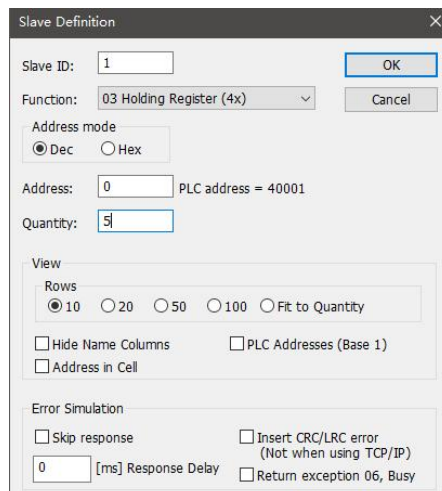 Slave Definition
Slave ID: 1 OK
Function: 03 Holding Register (4x) Cancel
Address mode
Dec Hex
Address: 0 PLC address = 40001
Quantity: 5
View
Rows
10 20 50 100 Fit to Quantity
Hide Name Columns PLC Addresses (Base 1)
Address in Cell
Error Simulation
Skip response Insert CRC/LRC error
(Not when using TCP/IP)
0 [ms] Response Delay
Return exception 06, Busy